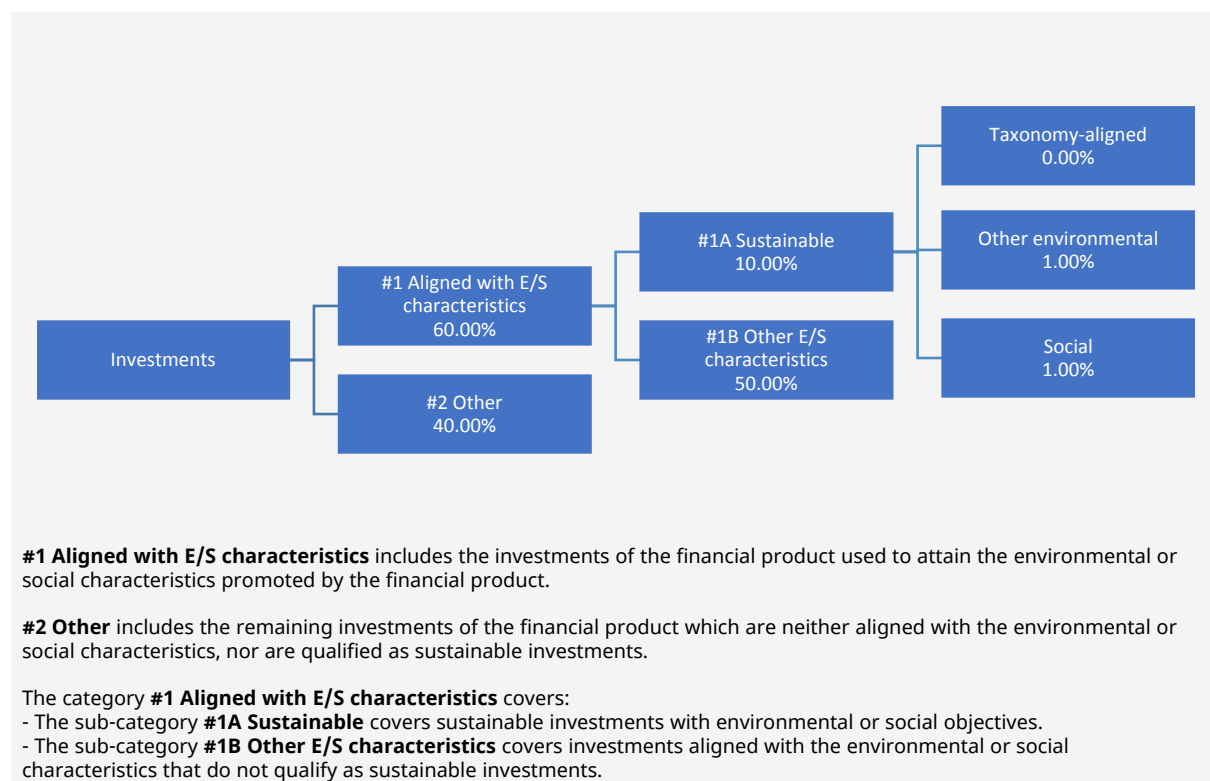 Taxonomy-aligned
0.00%
#1A Sustainable
10.00%
Other environmental
1.00%
#1 Aligned with E/S
characteristics
60.00%
Investments
#1B Other E/S
characteristics
50.00%
Social
1.00%
#2 Other
40.00%
#1 Aligned with E/S characteristics includes the investments of the financial product used to attain the environmental or
social characteristics promoted by the financial product.
#2 Other includes the remaining investments of the financial product which are neither aligned with the environmental or
social characteristics, nor are qualified as sustainable investments.
The category #1 Aligned with E/S characteristics covers:
- The sub-category #1A Sustainable covers sustainable investments with environmental or social objectives.
- The sub-category #1B Other E/S characteristics covers investments aligned with the environmental or social
characteristics that do not qualify as sustainable investments.